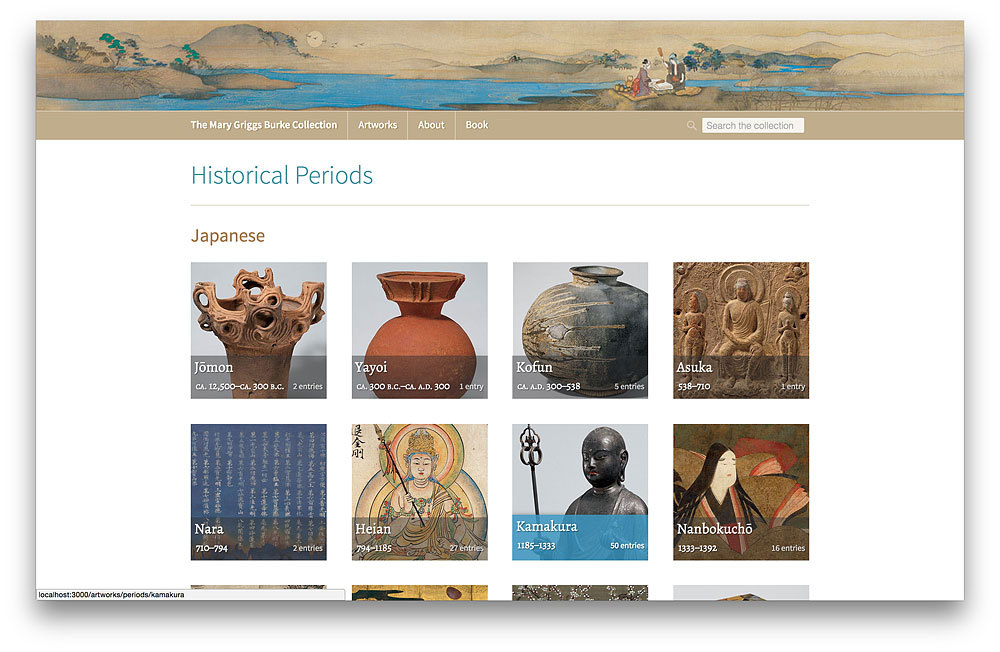 The Mary Griggs Burke Collection Artworks About Book Search the collection
Historical Periods
Japanese
Jōmon
CA. 12,500–CA. 300 B.C. 2 entries
Yayoi
CA. 300 B.C.–CA. A.D. 300 1 entry
Kofun
CA. A.D. 300–538 5 entries
Asuka
538–710 1 entry
Nara
710–794 2 entries
Heian
794–1185 27 entries
Kamakura
1185–1333 50 entries
Nanbokuchō
1333–1392 16 entries
localhost:3000/artworks/periods/kamakura